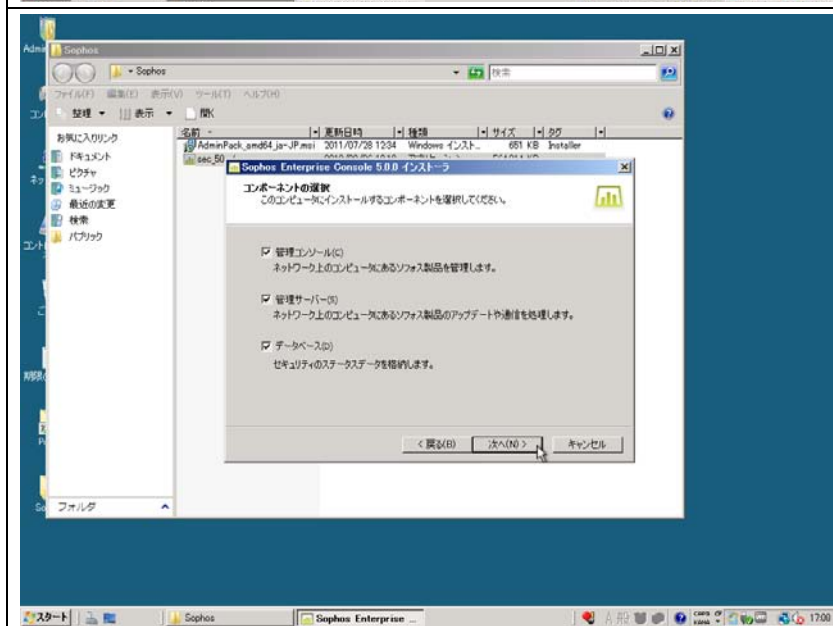 Sophos
Sophos
検索
ファイル(F) 編集(E) 表示(V) ツール(T) ヘルプ(H)
整理 表示 開く
お気に入りリンク
ドキュメント
ピクチャ
ミュージック
最近の変更
検索
パブリック
フォルダ
名前 更新日時 種類 サイズ タグ
AdminPack_amd64_ja-JP.msi 2011/07/28 12:34 Windows インスト... 651 KB Installer
sec_50
Sophos Enterprise Console 5.0.0 インストーラ
コンポーネントの選択
このコンピュータにインストールするコンポーネントを選択してください。
管理コンソール(C)
ネットワーク上のコンピュータにあるソフォス製品を管理します。
管理サーバー(S)
ネットワーク上のコンピュータにあるソフォス製品のアップデートや通信を処理します。
データベース(D)
セキュリティのステータスデータを格納します。
< 戻る(B) 次へ(N) > キャンセル
スタート Sophos Sophos Enterprise ... A 般 CAPS KANA 17:00